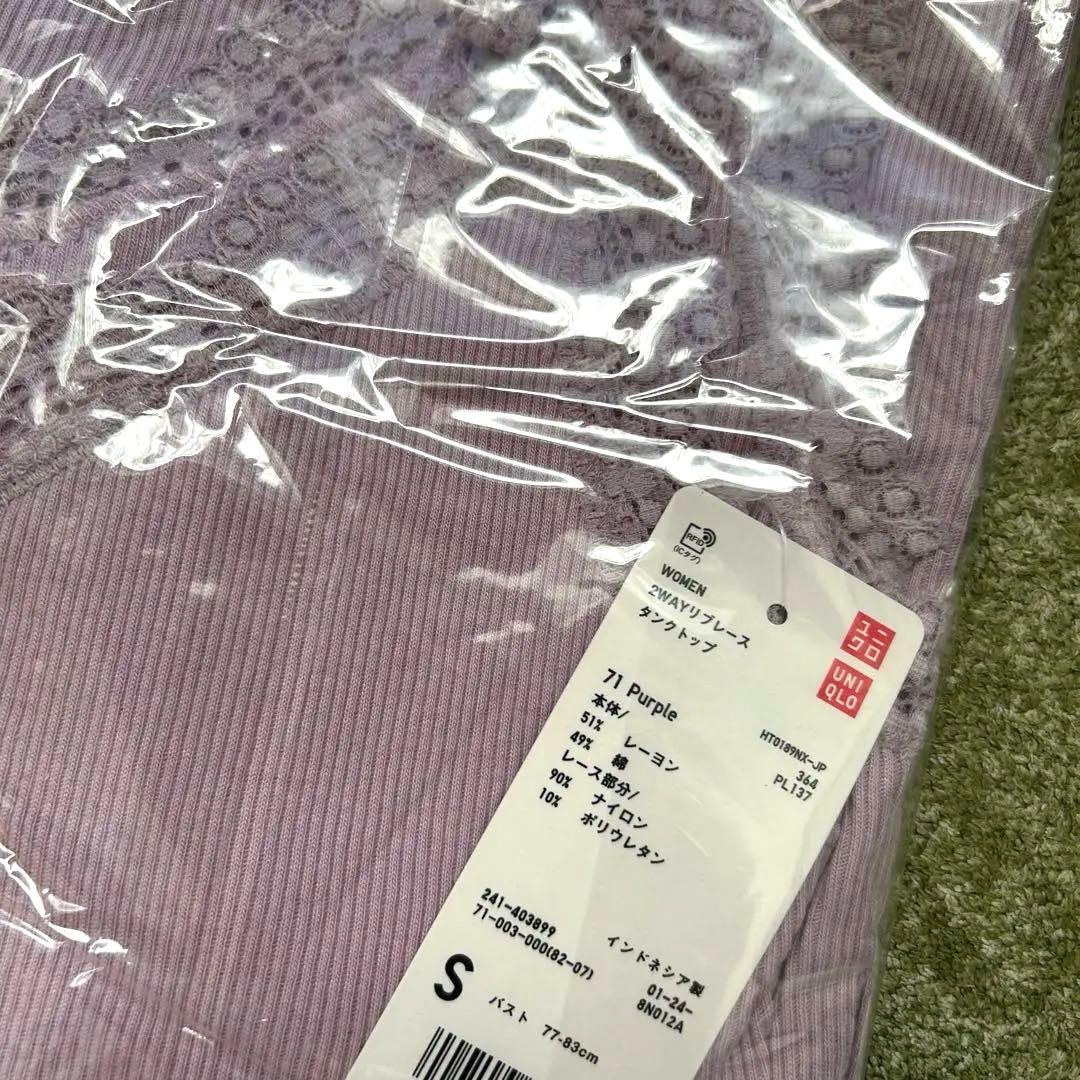 RFID
(ICタグ)
WOMEN
2WAYリブレース
タンクトップ
ユニ
クロ
UNI
QLO
71 Purple
本体/
51% レーヨン
49% 綿
レース部分/
90% ナイロン
10% ポリウレタン
HT0189NX-JP
364
PL137
241-403899
71-003-000(82-07)
インドネシア製
01-24-
8N012A
S
バスト 77-83cm